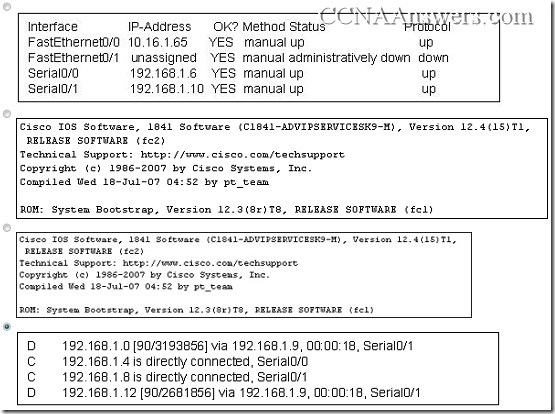 CCNAAnswers.com
Interface IP-Address OK? Method Status Protocol
FastEthernet0/0 10.16.1.65 YES manual up up
FastEthernet0/1 unassigned YES manual administratively down down
Serial0/0 192.168.1.6 YES manual up up
Serial0/1 192.168.1.10 YES manual up up
Cisco IOS Software, 1841 Software (C1841-ADVIPSERVICESK9-M), Version 12.4(15)T1,
RELEASE SOFTWARE (fc2)
Technical Support: http://www.cisco.com/techsupport
Copyright (c) 1986-2007 by Cisco Systems, Inc.
Compiled Wed 18-Jul-07 04:52 by pt_team
ROM: System Bootstrap, Version 12.3(8r)T8, RELEASE SOFTWARE (fc1)
Cisco IOS Software, 1841 Software (C1841-ADVIPSERVICESK9-M), Version 12.4(15)T1,
RELEASE SOFTWARE (fc2)
Technical Support: http://www.cisco.com/techsupport
Copyright (c) 1986-2007 by Cisco Systems, Inc.
Compiled Wed 18-Jul-07 04:52 by pt_team
ROM: System Bootstrap, Version 12.3(8r)T8, RELEASE SOFTWARE (fc1)
D 192.168.1.0 [90/3193856] via 192.168.1.9, 00:00:18, Serial0/1
C 192.168.1.4 is directly connected, Serial0/0
C 192.168.1.8 is directly connected, Serial0/1
D 192.168.1.12 [90/2681856] via 192.168.1.9, 00:00:18, Serial0/1